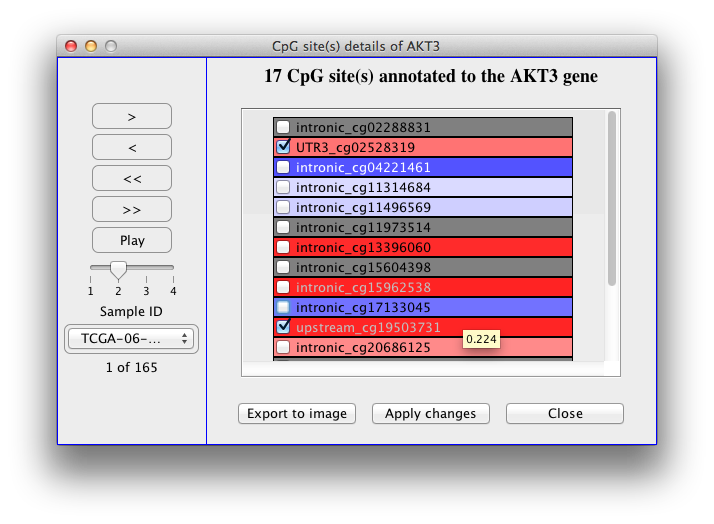 CpG site(s) details of AKT3
17 CpG site(s) annotated to the AKT3 gene
>
<
<<
>>
Play
1 2 3 4
Sample ID
TCGA-06-...
1 of 165
intronic_cg02288831
UTR3_cg02528319
intronic_cg04221461
intronic_cg11314684
intronic_cg11496569
intronic_cg11973514
intronic_cg13396060
intronic_cg15604398
intronic_cg15962538
intronic_cg17133045
upstream_cg19503731
0.224
intronic_cg20686125
Export to image Apply changes Close